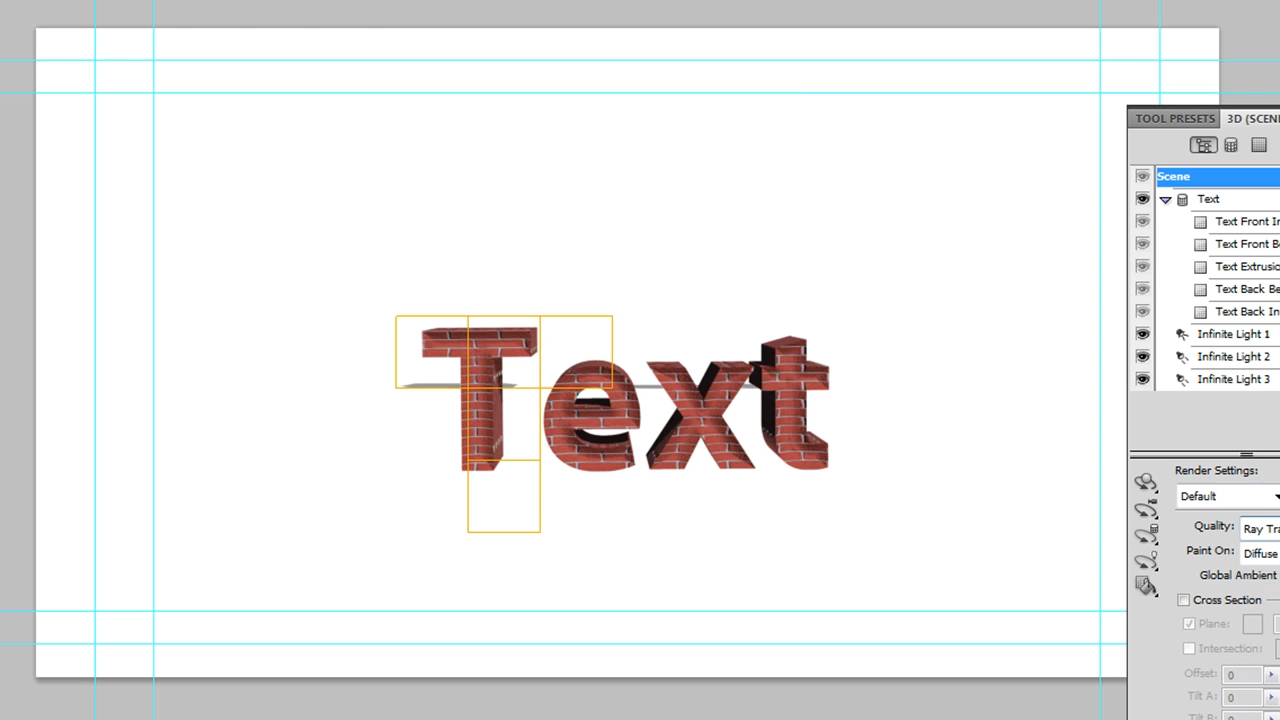 Text
TOOL PRESETS 3D (SCEN
Scene
Text
Text Front In
Text Front Be
Text Extrusio
Text Back Be
Text Back In
Infinite Light 1
Infinite Light 2
Infinite Light 3
Render Settings:
Default
Quality: Ray Tra
Paint On: Diffuse
Global Ambient
Cross Section
Plane:
Intersection:
Offset: 0
Tilt A: 0
Tilt B: 0